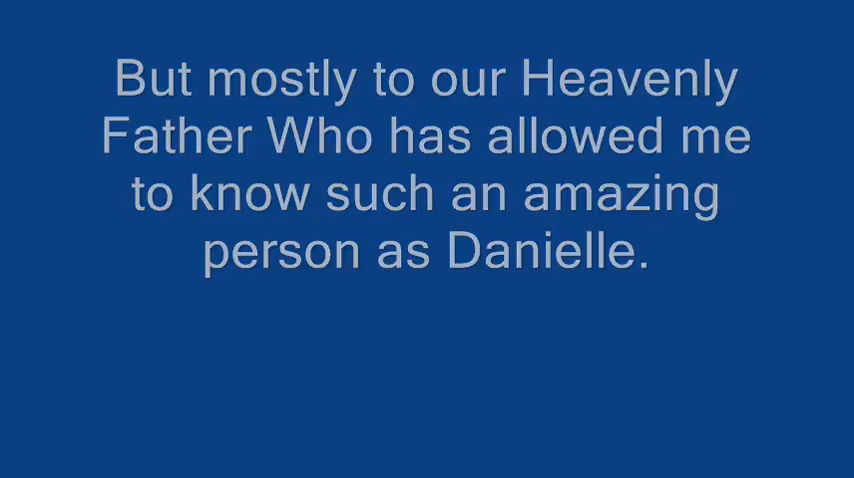 But mostly to our Heavenly
Father Who has allowed me
to know such an amazing
person as Danielle.